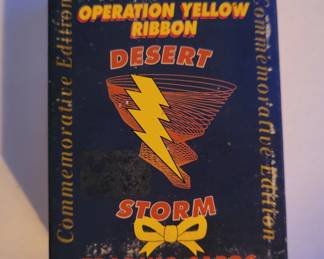 OPERATION YELLOW
RIBBON
DESERT
STORM
Commemorative Edition
Commemorative Edition